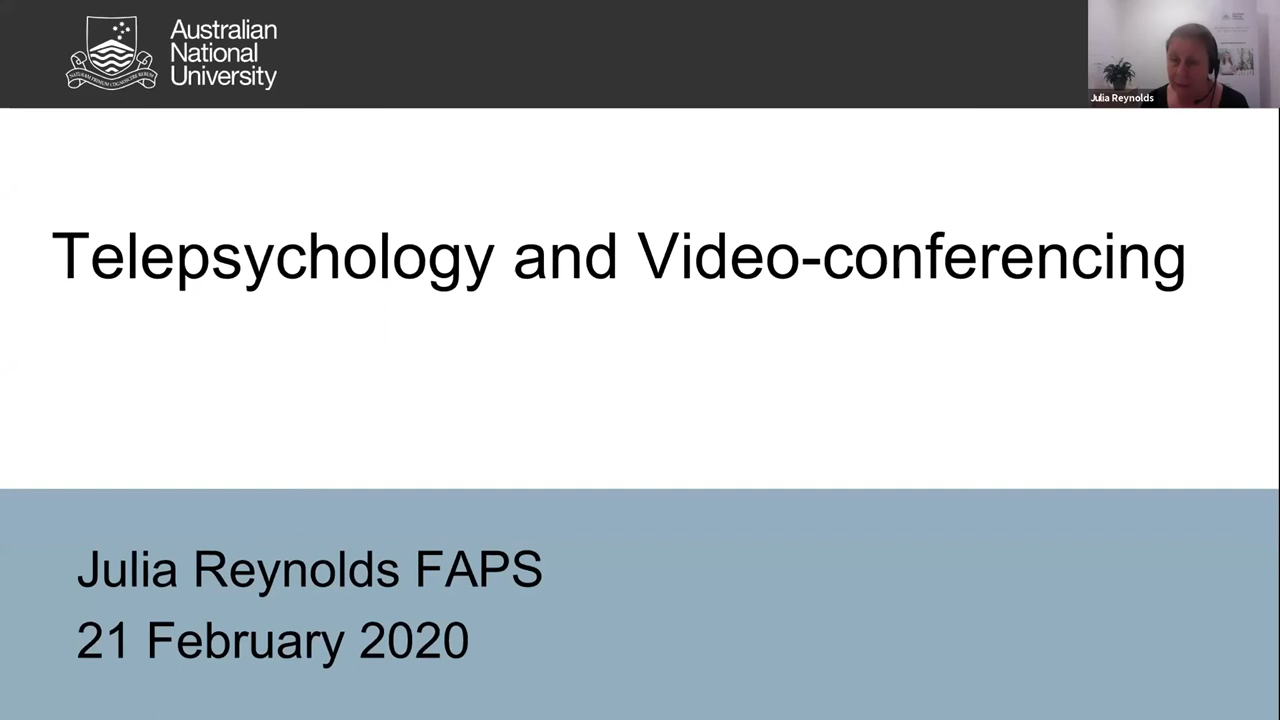 Australian
National
University
Julia Reynolds
Telepsychology and Video-conferencing
Julia Reynolds FAPS
21 February 2020